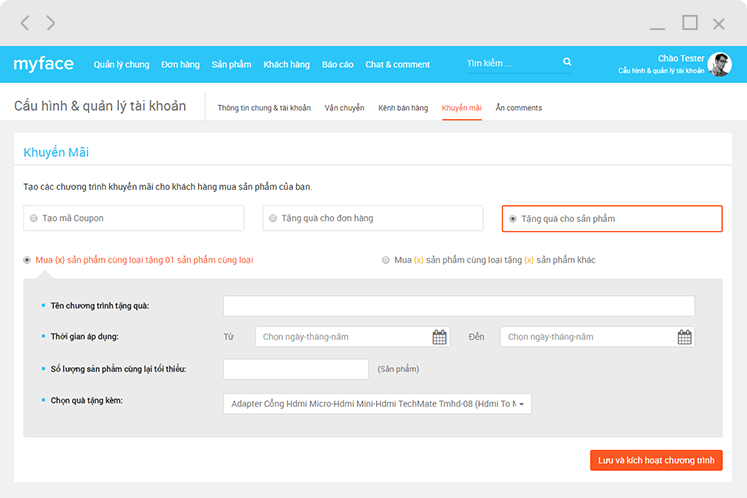 myface Quản lý chung Đơn hàng Sản phẩm Khách hàng Báo cáo Chat & comment Tìm kiếm ... Chào Tester
Cấu hình & quản lý tài khoản
Cấu hình & quản lý tài khoản Thông tin chung & tài khoản Vận chuyển Kênh bán hàng Khuyến mãi Ẩn comments
Khuyến Mãi
Tạo các chương trình khuyến mãi cho khách hàng mua sản phẩm của bạn.
Tạo mã Coupon Tặng quà cho đơn hàng Tặng quà cho sản phẩm
Mua (x) sản phẩm cùng loại tặng 01 sản phẩm cùng loại Mua (x) sản phẩm cùng loại tặng (x) sản phẩm khác
Tên chương trình tặng quà:
Thời gian áp dụng: Từ Chọn ngày-tháng-năm Đến Chọn ngày-tháng-năm
Số lượng sản phẩm cùng lại tối thiểu: (Sản phẩm)
Chọn quà tặng kèm: Adapter Cổng Hdmi Micro-Hdmi Mini-Hdmi TechMate Tmhd-08 (Hdmi To
Lưu và kích hoạt chương trình